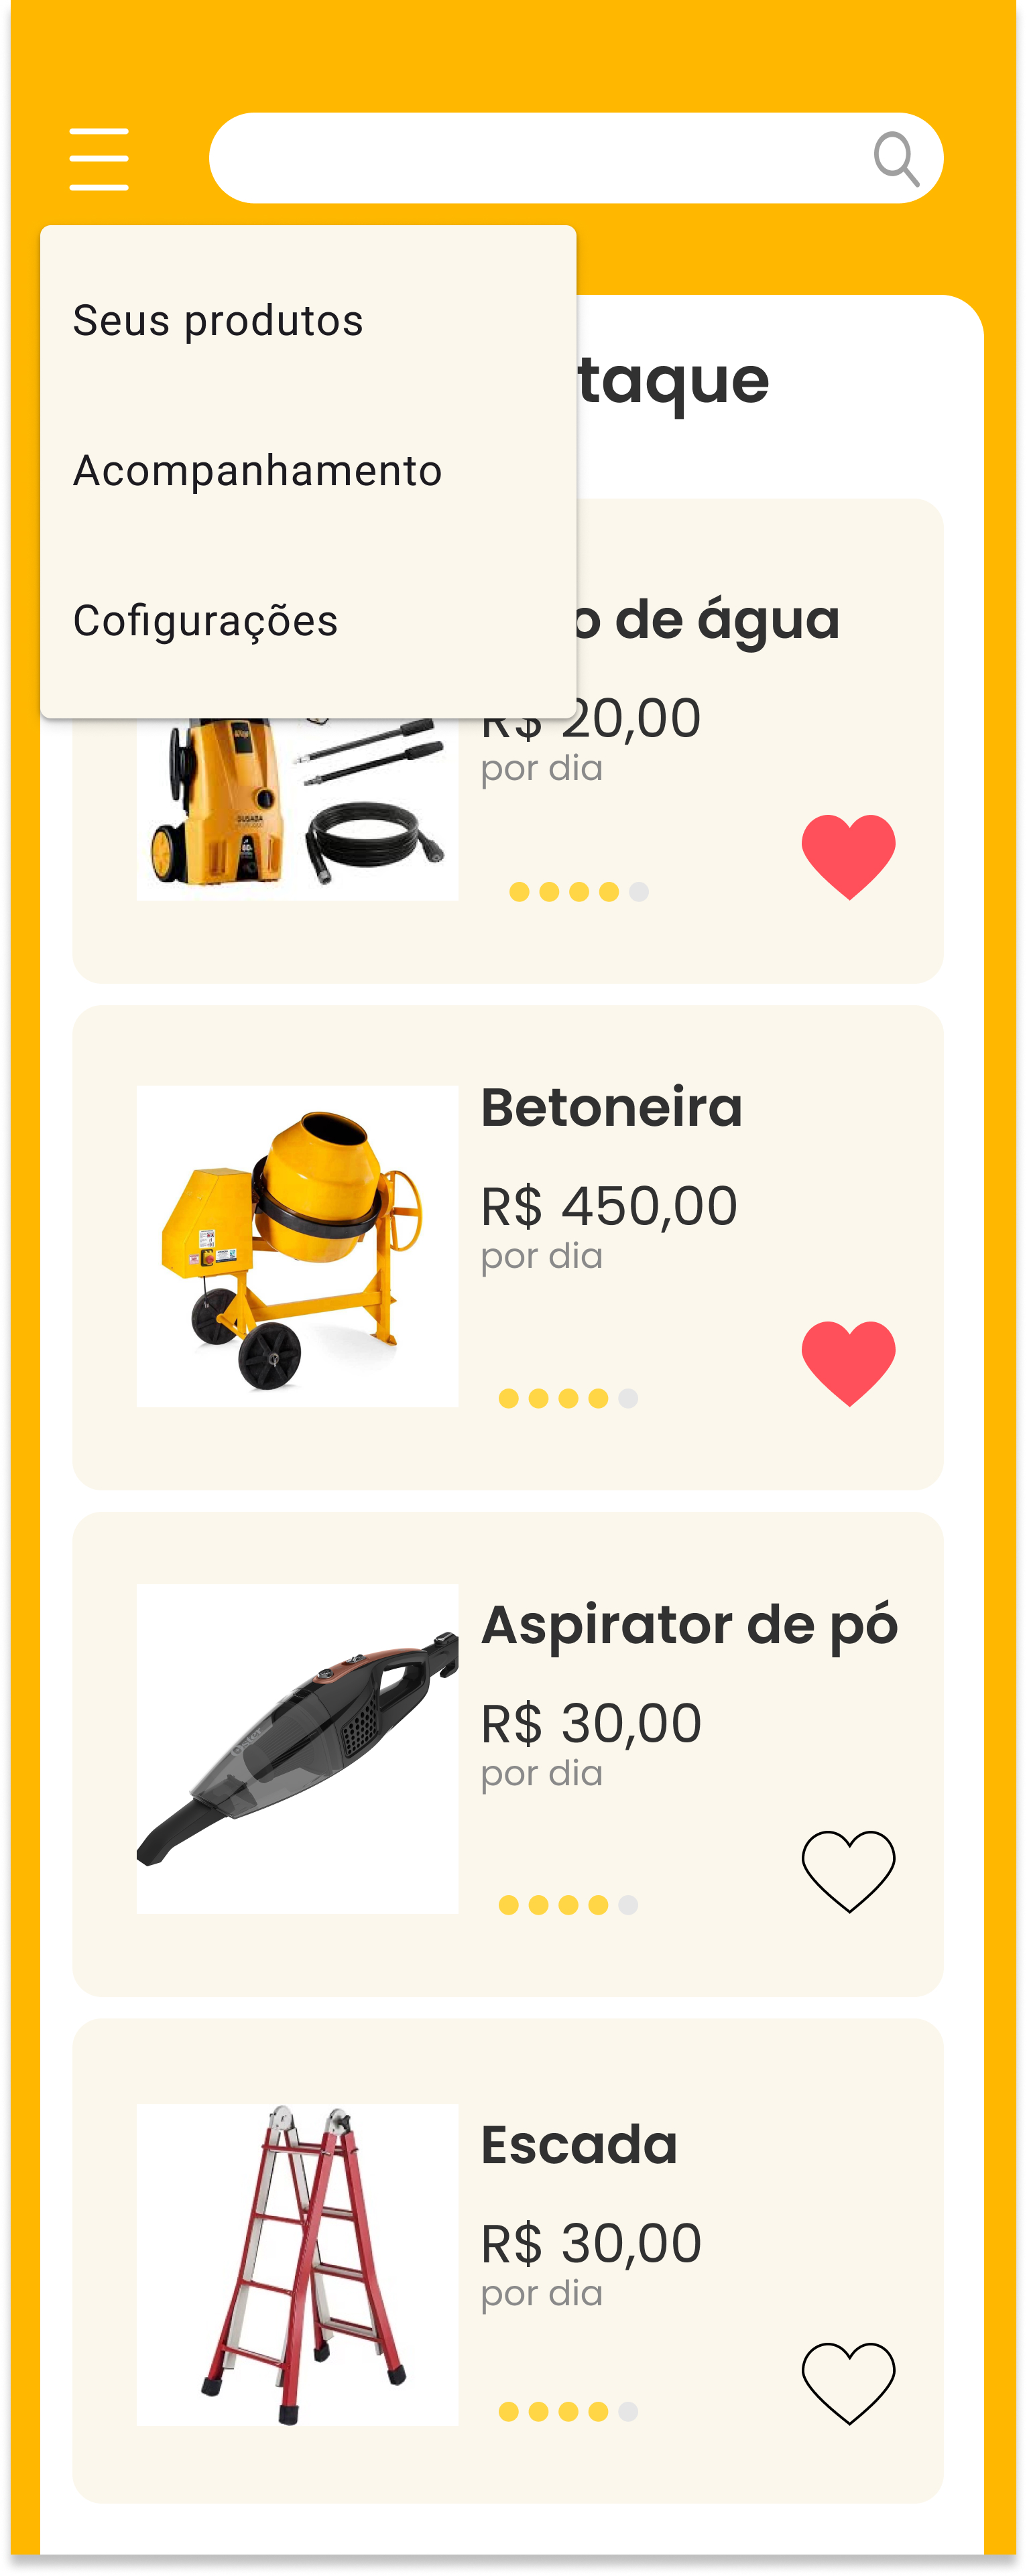 Seus produtos
taque
Acompanhamento
Cofigurações
o de água
R$ 20,00
por dia
Betoneira
R$ 450,00
por dia
Aspirator de pó
R$ 30,00
por dia
Escada
R$ 30,00
por dia